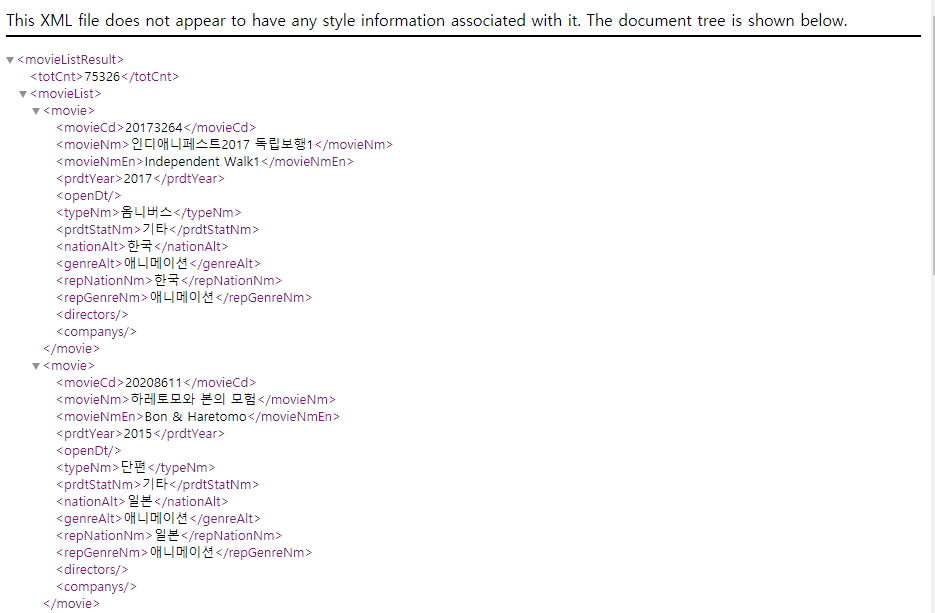 This XML file does not appear to have any style information associated with it. The document tree is shown below.
▼<movieListResult>
<totCnt>75326</totCnt>
▼<movieList>
▼<movie>
<movieCd>20173264</movieCd>
<movieNm>인디애니페스트2017 독립보행1</movieNm>
<movieNmEn>Independent Walk1</movieNmEn>
<prdtYear>2017</prdtYear>
<openDt/>
<typeNm>옴니버스</typeNm>
<prdtStatNm>기타</prdtStatNm>
<nationAlt>한국</nationAlt>
<genreAlt>애니메이션</genreAlt>
<repNationNm>한국</repNationNm>
<repGenreNm>애니메이션</repGenreNm>
<directors/>
<companys/>
</movie>
▼<movie>
<movieCd>20208611</movieCd>
<movieNm>하레토모와 본의 모험</movieNm>
<movieNmEn>Bon & Haretomo</movieNmEn>
<prdtYear>2015</prdtYear>
<openDt/>
<typeNm>단편</typeNm>
<prdtStatNm>기타</prdtStatNm>
<nationAlt>일본</nationAlt>
<genreAlt>애니메이션</genreAlt>
<repNationNm>일본</repNationNm>
<repGenreNm>애니메이션</repGenreNm>
<directors/>
<companys/>
</movie>